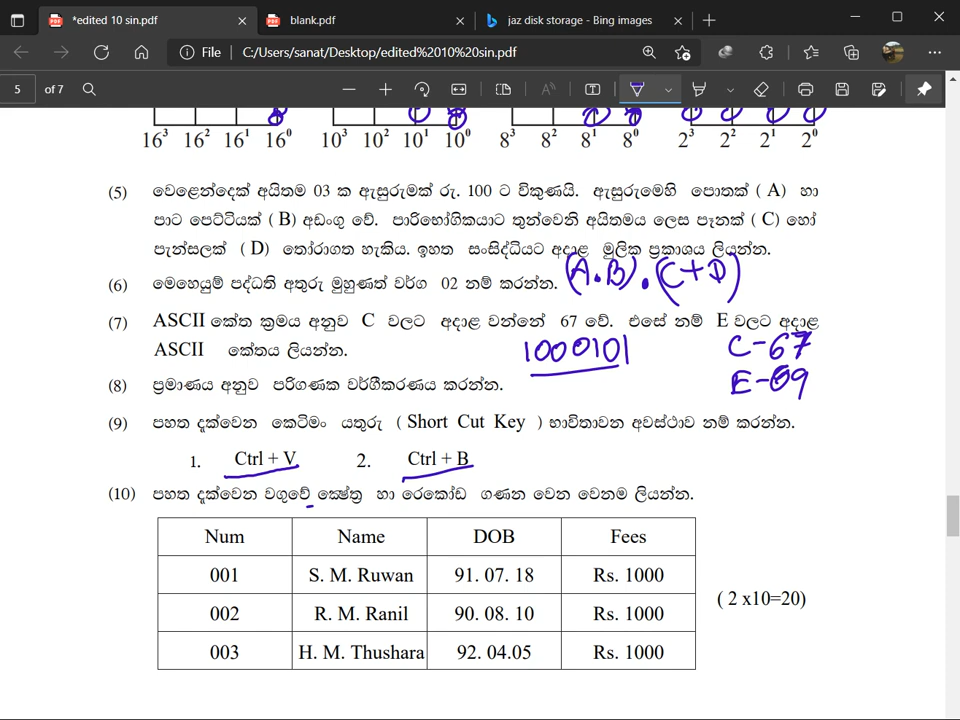 *edited 10 sin.pdf
blank.pdf
jaz disk storage - Bing images
File
C:/Users/sanat/Desktop/edited%2010%20sin.pdf
5 of 7
16³ 16² 16¹ 16⁰ 10³ 10² 10¹ 10⁰ 8³ 8² 8¹ 8⁰ 2³ 2² 2¹ 2⁰
(5) වෙළෙන්දෙක් අයිතම 03 ක ඇසුරුමක් රු. 100 ට විකුණයි. ඇසුරුමෙහි පොතක් ( A ) හා
පාට පෙට්ටියක් ( B ) අඩංගු වේ. පාරිභෝගිකයාට තුන්වෙනි අයිතමය ලෙස පෑනක් ( C ) හෝ
පැන්සලක් ( D ) තෝරාගත හැකිය. ඉහත සංසිද්ධියට අදාළ මුලික ප්‍රකාශය ලියන්න.
(A.B).(C+D)
(6) මෙහෙයුම් පද්ධති අතුරු මුහුණත් වර්ග 02 නම් කරන්න.
(7) ASCII කේත ක්‍රමය අනුව C වලට අදාළ වන්නේ 67 වේ. එසේ නම් E වලට අදාළ
ASCII කේතය ලියන්න.
1000101
C-67
E-69
(8) ප්‍රමාණය අනුව පරිගණක වර්ගීකරණය කරන්න.
(9) පහත දැක්වෙන කෙටිමං යතුරු ( Short Cut Key ) භාවිතාවන අවස්ථාව නම් කරන්න.
1. Ctrl + V 2. Ctrl + B
(10) පහත දැක්වෙන වගුවේ ක්‍ෂේත්‍ර හා රෙකෝඩ ගණන වෙන වෙනම ලියන්න.
Num Name DOB Fees
001 S. M. Ruwan 91. 07. 18 Rs. 1000
002 R. M. Ranil 90. 08. 10 Rs. 1000
003 H. M. Thushara 92. 04.05 Rs. 1000
( 2 x10=20)